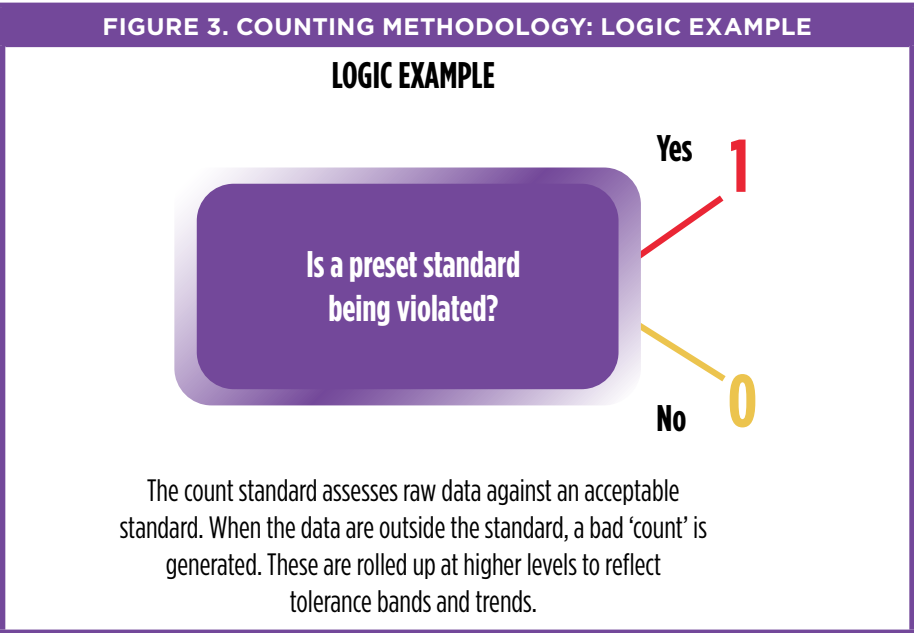 FIGURE 3. COUNTING METHODOLOGY: LOGIC EXAMPLE
LOGIC EXAMPLE
Yes
1
Is a preset standard
being violated?
0
No
The count standard assesses raw data against an acceptable
standard. When the data are outside the standard, a bad ‘count’ is
generated. These are rolled up at higher levels to reflect
tolerance bands and trends.